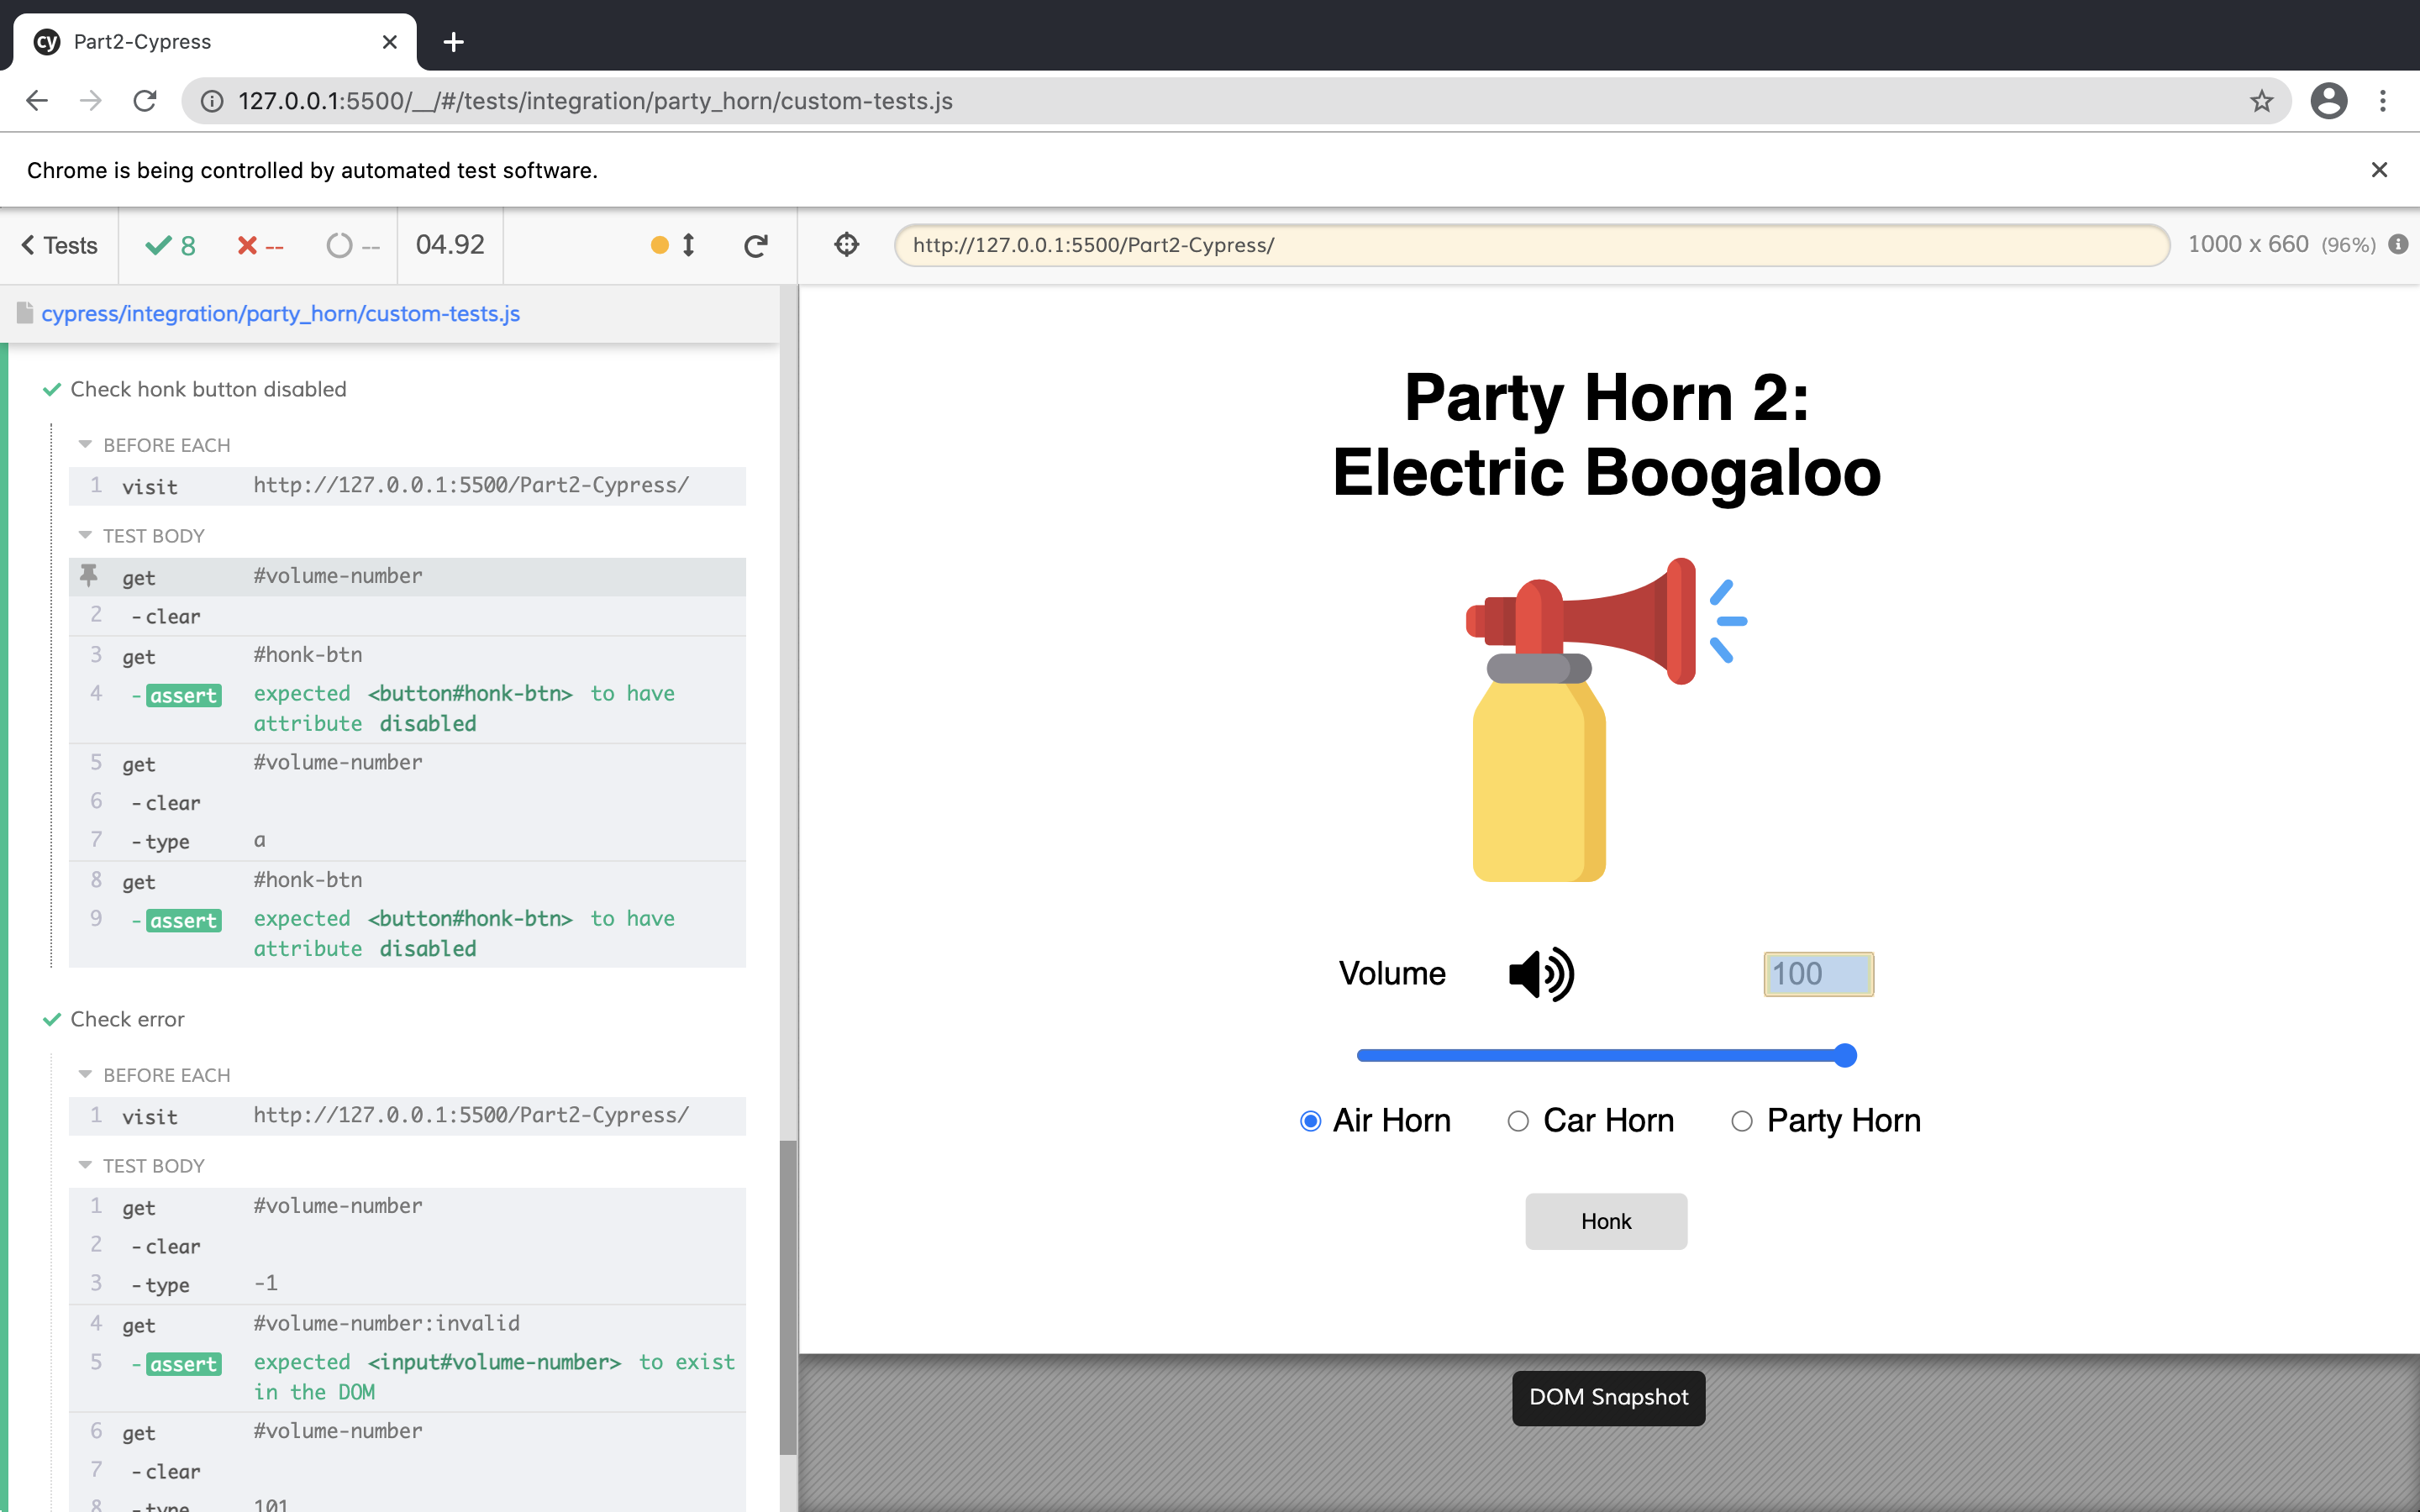 cy Part2-Cypress
127.0.0.1:5500/__/#/tests/integration/party_horn/custom-tests.js
Chrome is being controlled by automated test software.
Tests 8 -- -- 04.92
http://127.0.0.1:5500/Part2-Cypress/ 1000 x 660 (96%)
cypress/integration/party_horn/custom-tests.js
Check honk button disabled
BEFORE EACH
1 visit http://127.0.0.1:5500/Part2-Cypress/
TEST BODY
get #volume-number
2 -clear
3 get #honk-btn
4 -assert expected <button#honk-btn> to have
attribute disabled
5 get #volume-number
6 -clear
7 -type a
8 get #honk-btn
9 -assert expected <button#honk-btn> to have
attribute disabled
Check error
BEFORE EACH
1 visit http://127.0.0.1:5500/Part2-Cypress/
TEST BODY
1 get #volume-number
2 -clear
3 -type -1
4 get #volume-number:invalid
5 -assert expected <input#volume-number> to exist
in the DOM
6 get #volume-number
7 -clear
8 -type 101
Party Horn 2:
Electric Boogaloo
Volume 100
Air Horn Car Horn Party Horn
Honk
DOM Snapshot